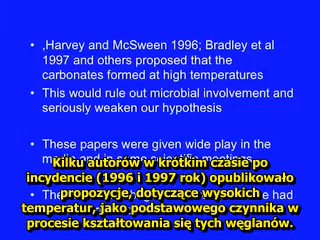 • ,Harvey and McSween 1996; Bradley et al
1997 and others proposed that the
carbonates formed at high temperatures
• This would rule out microbial involvement and
seriously weaken our hypothesis
• These papers were given wide play in the
Kilku autorów w krótkim czasie po
incydencie (1996 i 1997 rok) opublikowało
propozycje, dotyczące wysokich
• The had
temperatur, jako podstawowego czynnika w
procesie kształtowania się tych węglanów.